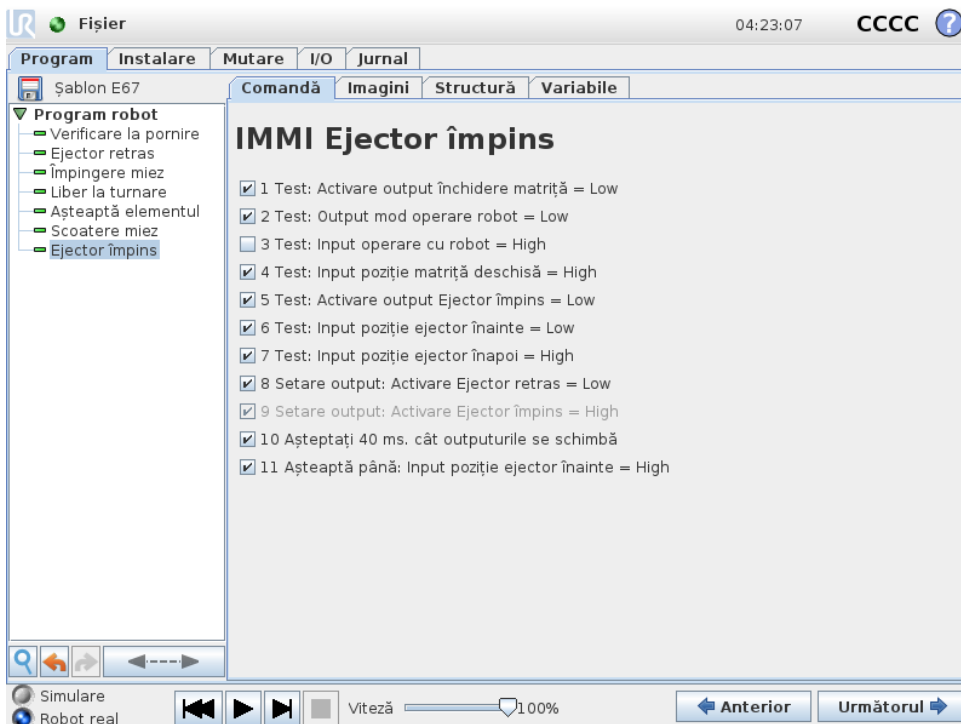 UR Fișier 04:23:07 CCCC ?
Program Instalare Mutare I/O Jurnal
Șablon E67
Comandă Imagini Structură Variabile
Program robot
Verificare la pornire
Ejector retras
Împingere miez
Liber la turnare
Așteaptă elementul
Scoatere miez
Ejector împins
IMMI Ejector împins
1 Test: Activare output închidere matriță = Low
2 Test: Output mod operare robot = Low
3 Test: Input operare cu robot = High
4 Test: Input poziție matriță deschisă = High
5 Test: Activare output Ejector împins = Low
6 Test: Input poziție ejector înainte = Low
7 Test: Input poziție ejector înapoi = High
8 Setare output: Activare Ejector retras = Low
9 Setare output: Activare Ejector împins = High
10 Așteptați 40 ms. cât outputurile se schimbă
11 Așteaptă până: Input poziție ejector înainte = High
Simulare
Robot real
Viteză 100%
Anterior Următorul